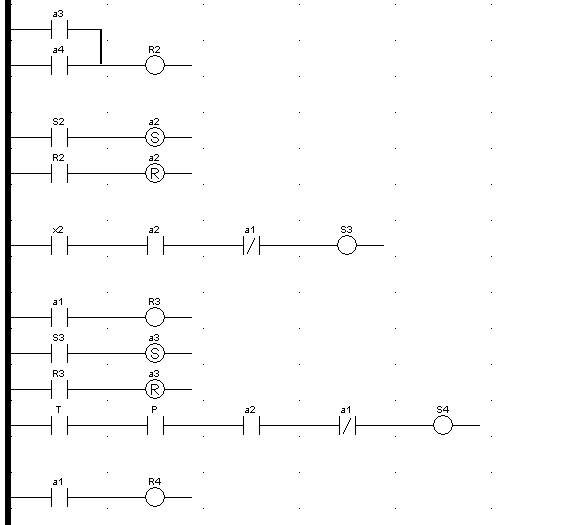 a3
a4 R2
S2 a2
S
R2 a2
R
x2 a2 a1 S3
a1 R3
S3 a3
S
R3 a3
R
T P a2 a1 S4
a1 R4